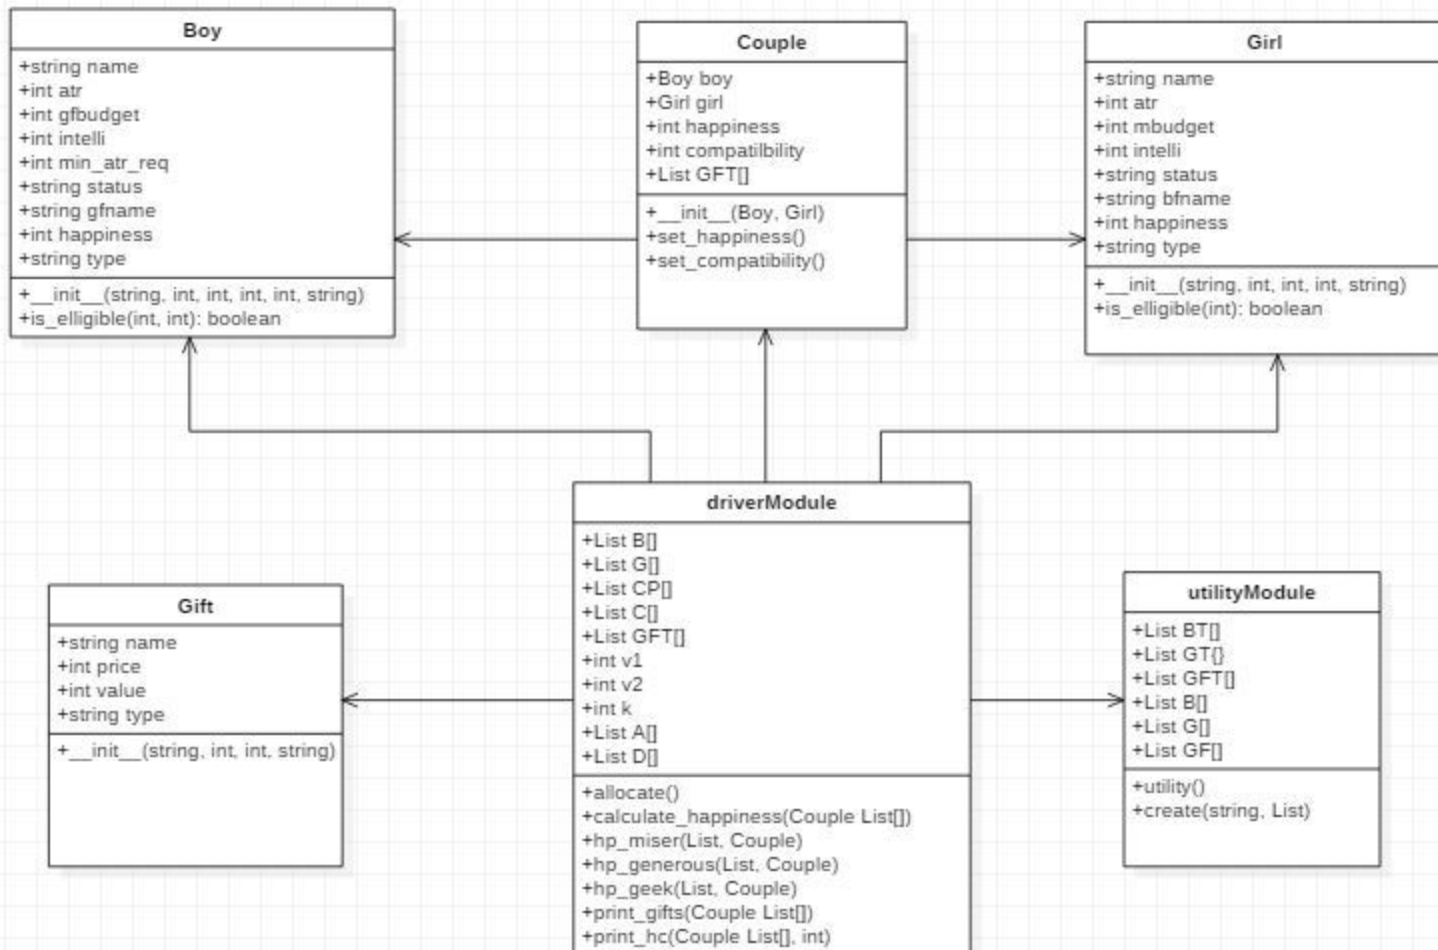 Boy
+string name
+int atr
+int gfbudget
+int intelli
+int min_atr_req
+string status
+string gfname
+int happiness
+string type
+__init__(string, int, int, int, int, string)
+is_elligible(int, int): boolean
Couple
+Boy boy
+Girl girl
+int happiness
+int compatilbility
+List GFT[]
+__init__(Boy, Girl)
+set_happiness()
+set_compatibility()
Girl
+string name
+int atr
+int mbudget
+int intelli
+string status
+string bfname
+int happiness
+string type
+__init__(string, int, int, int, string)
+is_elligible(int): boolean
Gift
+string name
+int price
+int value
+string type
+__init__(string, int, int, string)
driverModule
+List B[]
+List G[]
+List CP[]
+List C[]
+List GFT[]
+int v1
+int v2
+int k
+List A[]
+List D[]
+allocate()
+calculate_happiness(Couple List[])
+hp_miser(List, Couple)
+hp_generous(List, Couple)
+hp_geek(List, Couple)
+print_gifts(Couple List[])
+print_hc(Couple List[], int)
utilityModule
+List BT[]
+List GT{}
+List GFT[]
+List B[]
+List G[]
+List GF[]
+utility()
+create(string, List)